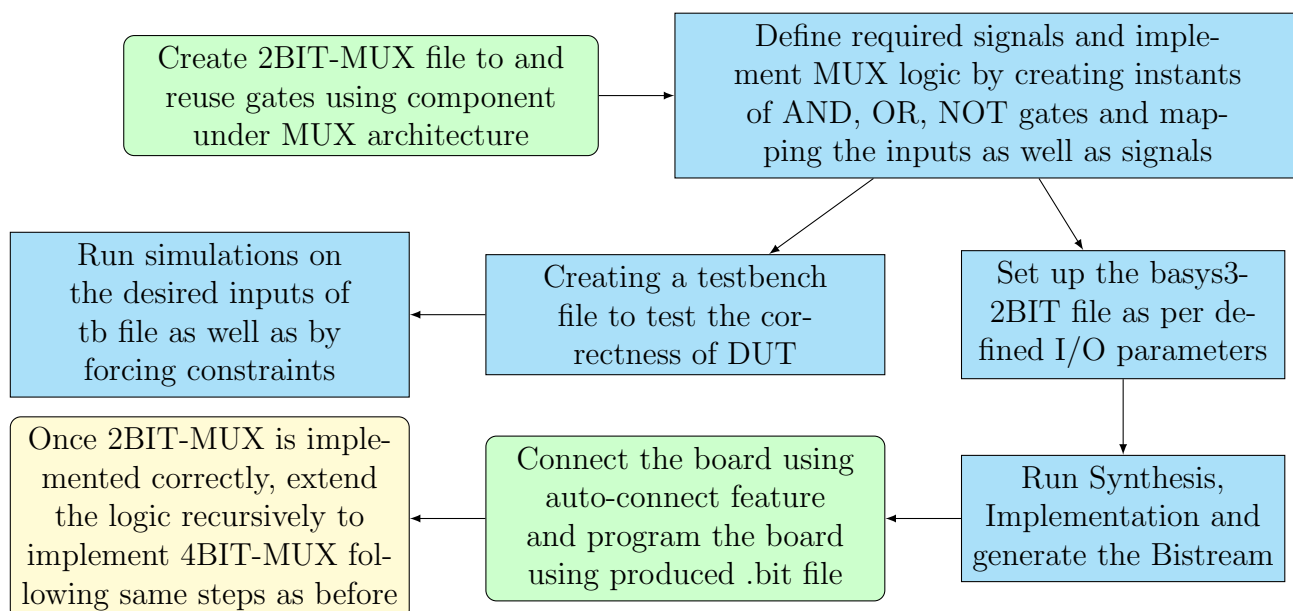 Create 2BIT-MUX file to and
reuse gates using component
under MUX architecture
Define required signals and imple-
ment MUX logic by creating instants
of AND, OR, NOT gates and map-
ping the inputs as well as signals
Run simulations on
the desired inputs of
tb file as well as by
forcing constraints
Creating a testbench
file to test the cor-
rectness of DUT
Set up the basys3-
2BIT file as per de-
fined I/O parameters
Once 2BIT-MUX is imple-
mented correctly, extend
the logic recursively to
implement 4BIT-MUX fol-
lowing same steps as before
Connect the board using
auto-connect feature
and program the board
using produced .bit file
Run Synthesis,
Implementation and
generate the Bistream